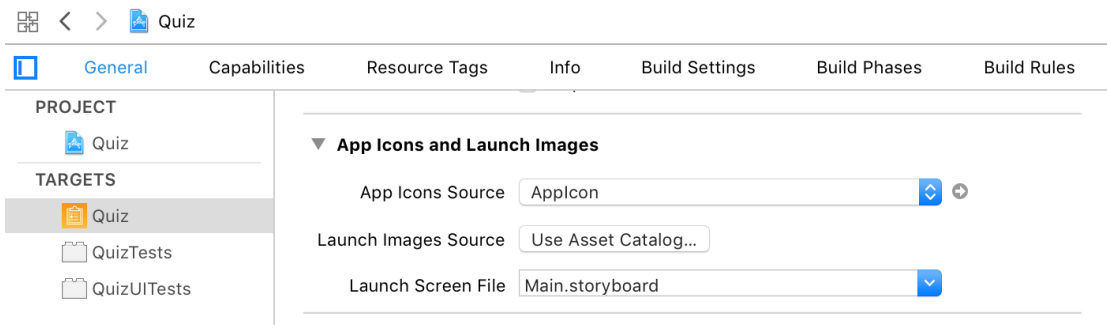 Quiz
General Capabilities Resource Tags Info Build Settings Build Phases Build Rules
PROJECT
Quiz
TARGETS
Quiz
QuizTests
QuizUITests
App Icons and Launch Images
App Icons Source AppIcon
Launch Images Source Use Asset Catalog...
Launch Screen File Main.storyboard